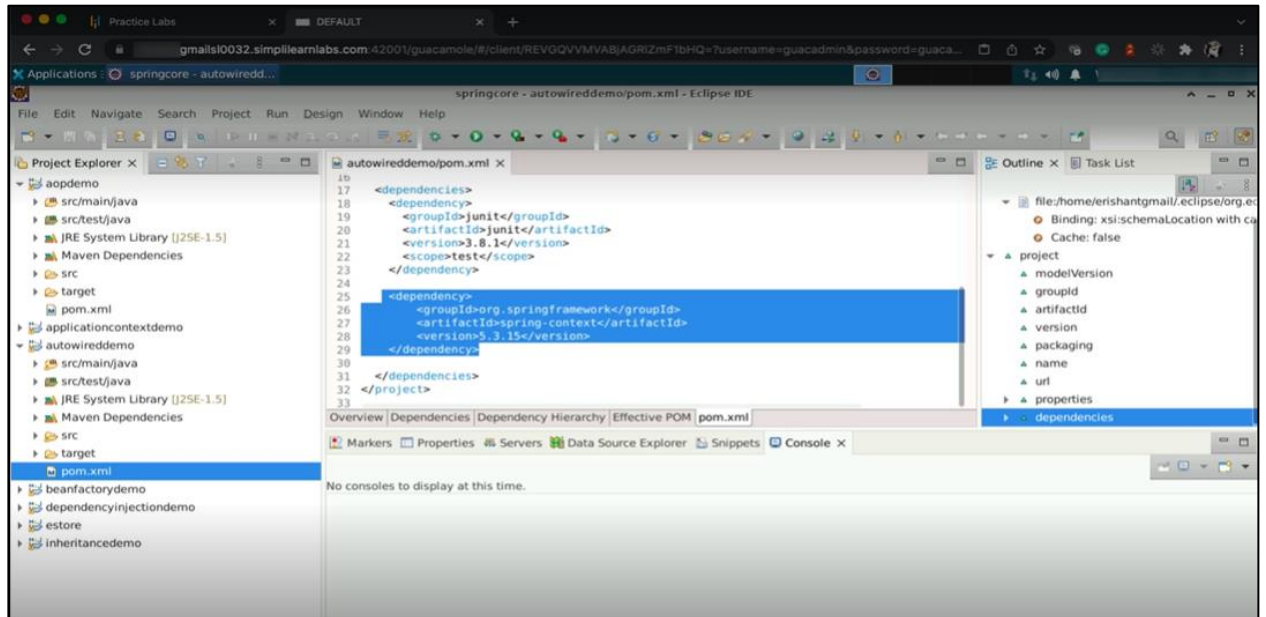 Practice Labs
DEFAULT
gmailsl0032.simplilearnlabs.com:42001/guacamole/#/client/REVGQVVMVABjAGRlZmF1bHQ=?username=guacadmin&password=guaca...
Applications
springcore - autowiredd...
springcore - autowireddemo/pom.xml - Eclipse IDE
File Edit Navigate Search Project Run Design Window Help
Project Explorer
aopdemo
src/main/java
src/test/java
JRE System Library [J2SE-1.5]
Maven Dependencies
src
target
pom.xml
applicationcontextdemo
autowireddemo
src/main/java
src/test/java
JRE System Library [J2SE-1.5]
Maven Dependencies
src
target
pom.xml
beanfactorydemo
dependencyinjectiondemo
estore
inheritancedemo
autowireddemo/pom.xml
16
17 <dependencies>
18 <dependency>
19 <groupId>junit</groupId>
20 <artifactId>junit</artifactId>
21 <version>3.8.1</version>
22 <scope>test</scope>
23 </dependency>
24
25 <dependency>
26 <groupId>org.springframework</groupId>
27 <artifactId>spring-context</artifactId>
28 <version>5.3.15</version>
29 </dependency>
30
31 </dependencies>
32 </project>
33
Overview Dependencies Dependency Hierarchy Effective POM pom.xml
Markers Properties Servers Data Source Explorer Snippets Console
No consoles to display at this time.
Outline Task List
file:/home/erishantgmail/.eclipse/org.ec
Binding: xsi:schemaLocation with ca
Cache: false
project
modelVersion
groupId
artifactId
version
packaging
name
url
properties
dependencies